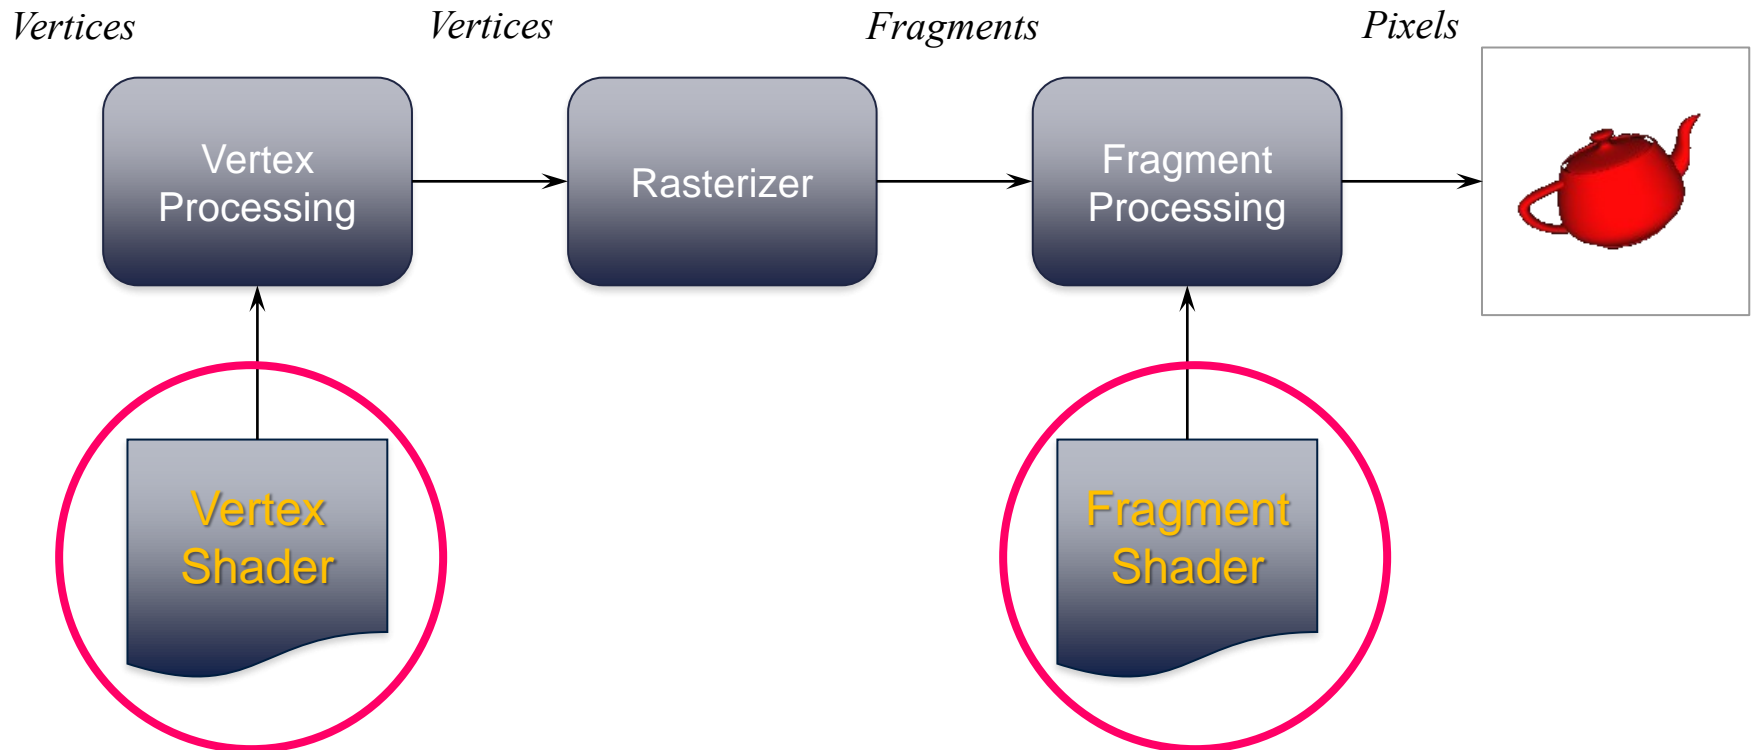 Vertices
Vertices
Fragments
Pixels
Vertex
Processing
Rasterizer
Fragment
Processing
Vertex
Shader
Fragment
Shader